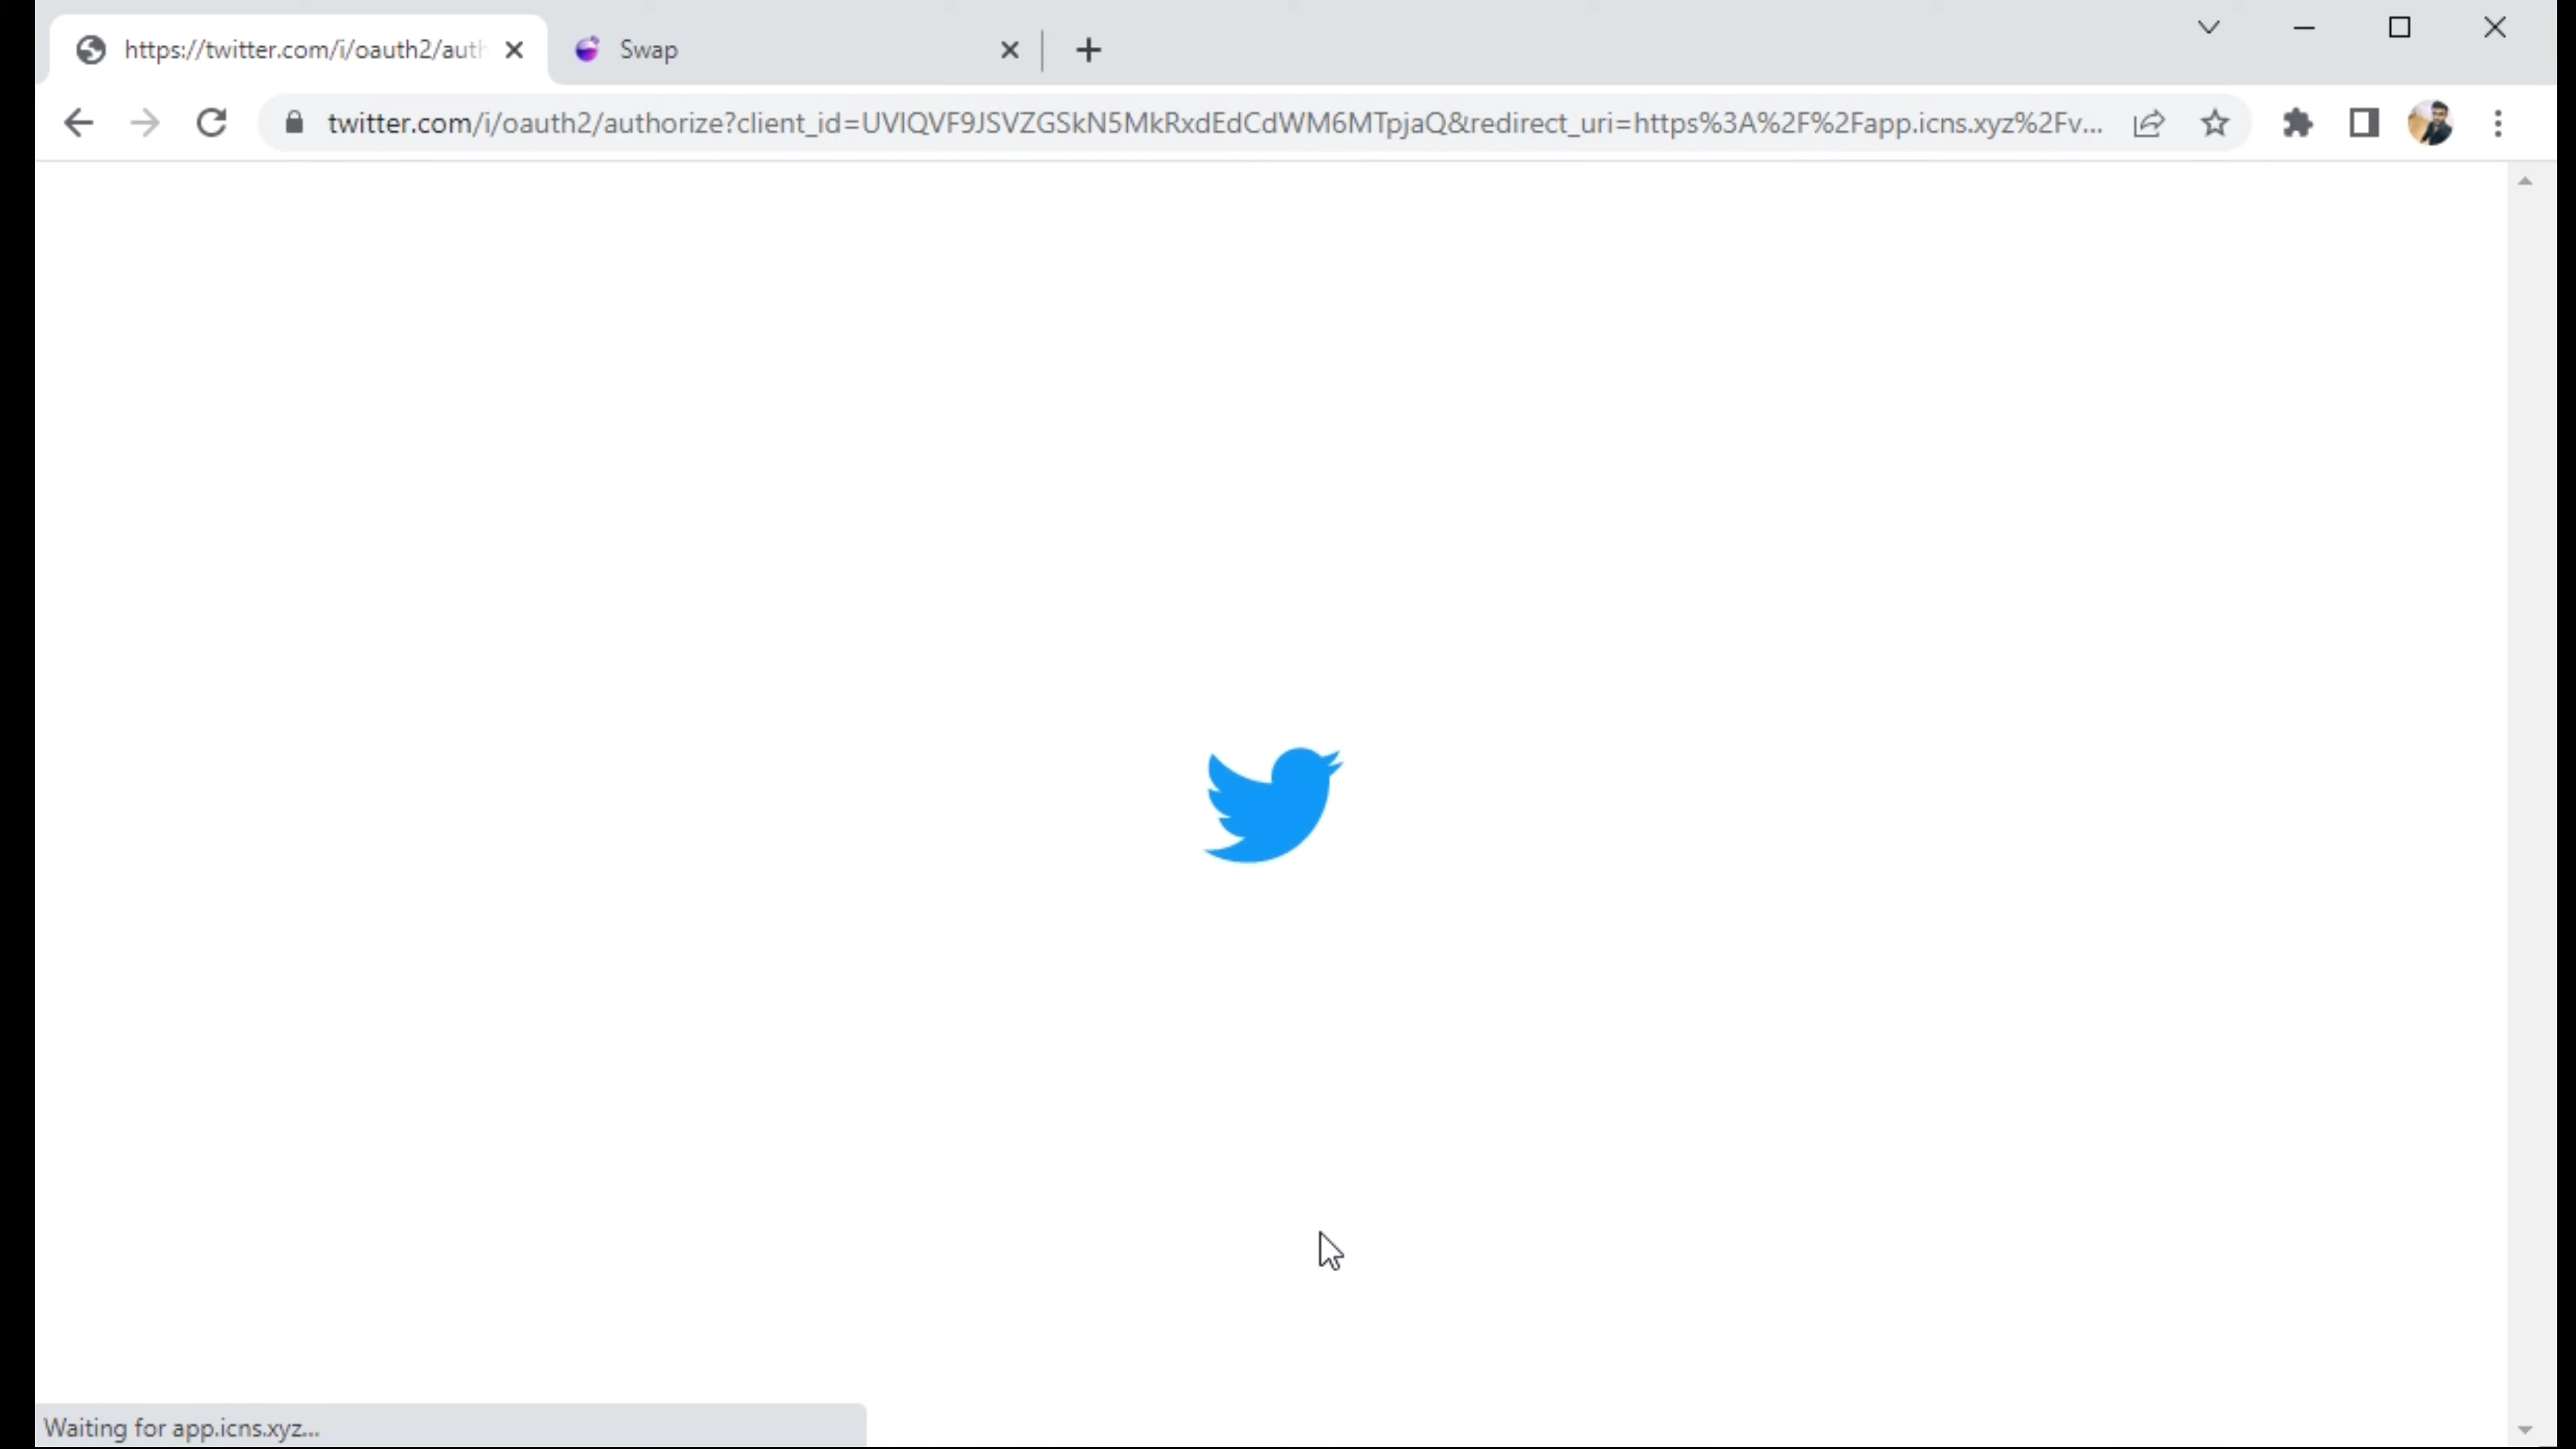 https://twitter.com/i/oauth2/auth
Swap
twitter.com/i/oauth2/authorize?client_id=UVlQVF9JSVZGSkN5MkRxdEdCdWM6MTpjaQ&redirect_uri=https%3A%2F%2Fapp.icns.xyz%2Fv...
Waiting for app.icns.xyz...